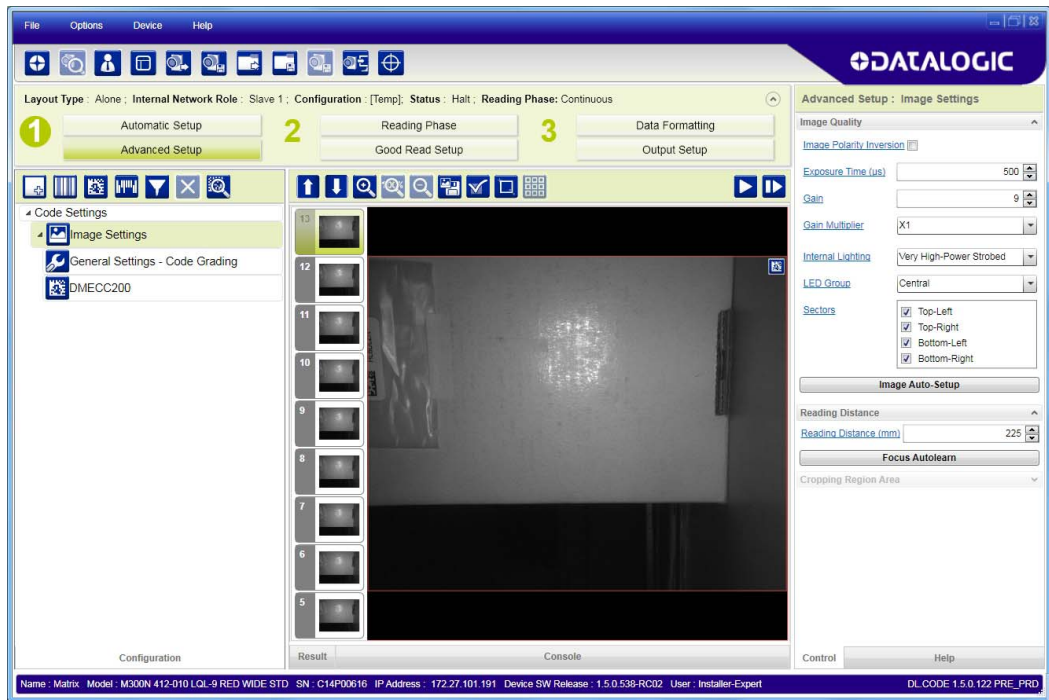 File Options Device Help
DATALOGIC
Layout Type : Alone ; Internal Network Role : Slave 1 ; Configuration : [Temp]; Status : Halt ; Reading Phase: Continuous
1 Automatic Setup
Advanced Setup
2 Reading Phase
Good Read Setup
3 Data Formatting
Output Setup
Code Settings
Image Settings
General Settings - Code Grading
DMECC200
Configuration
13
12
11
10
9
8
7
6
5
Result Console
Advanced Setup : Image Settings
Image Quality
Image Polarity Inversion
Exposure Time (us) 500
Gain 9
Gain Multiplier X1
Internal Lighting Very High-Power Strobed
LED Group Central
Sectors Top-Left
Top-Right
Bottom-Left
Bottom-Right
Image Auto-Setup
Reading Distance
Reading Distance (mm) 225
Focus Autolearn
Cropping Region Area
Control Help
Name : Matrix Model : M300N 412-010 LQL-9 RED WIDE STD SN : C14P00616 IP Address : 172.27.101.191 Device SW Release : 1.5.0.538-RC02 User : Installer-Expert DL.CODE 1.5.0.122 PRE_PRD